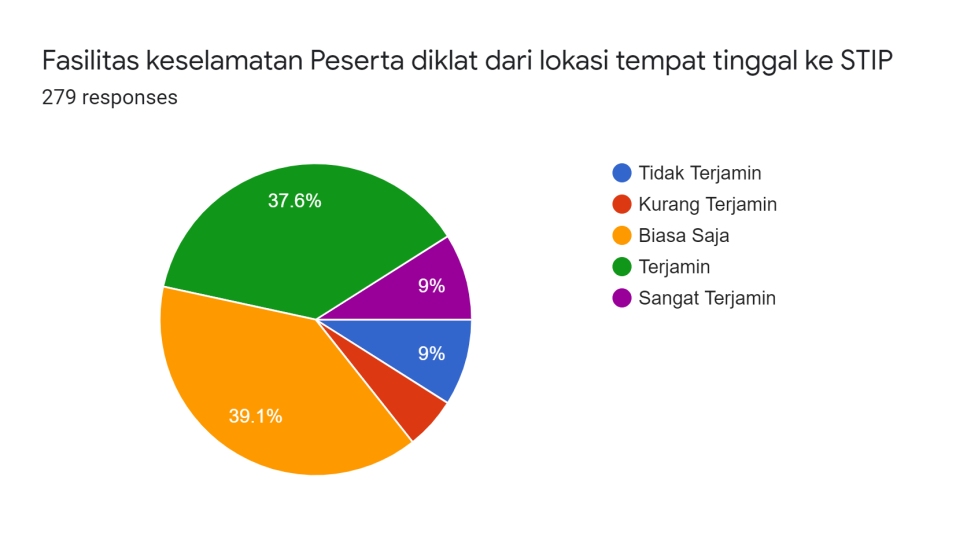 Fasilitas keselamatan Peserta diklat dari lokasi tempat tinggal ke STIP
279 responses
37.6%
9%
9%
39.1%
Tidak Terjamin
Kurang Terjamin
Biasa Saja
Terjamin
Sangat Terjamin